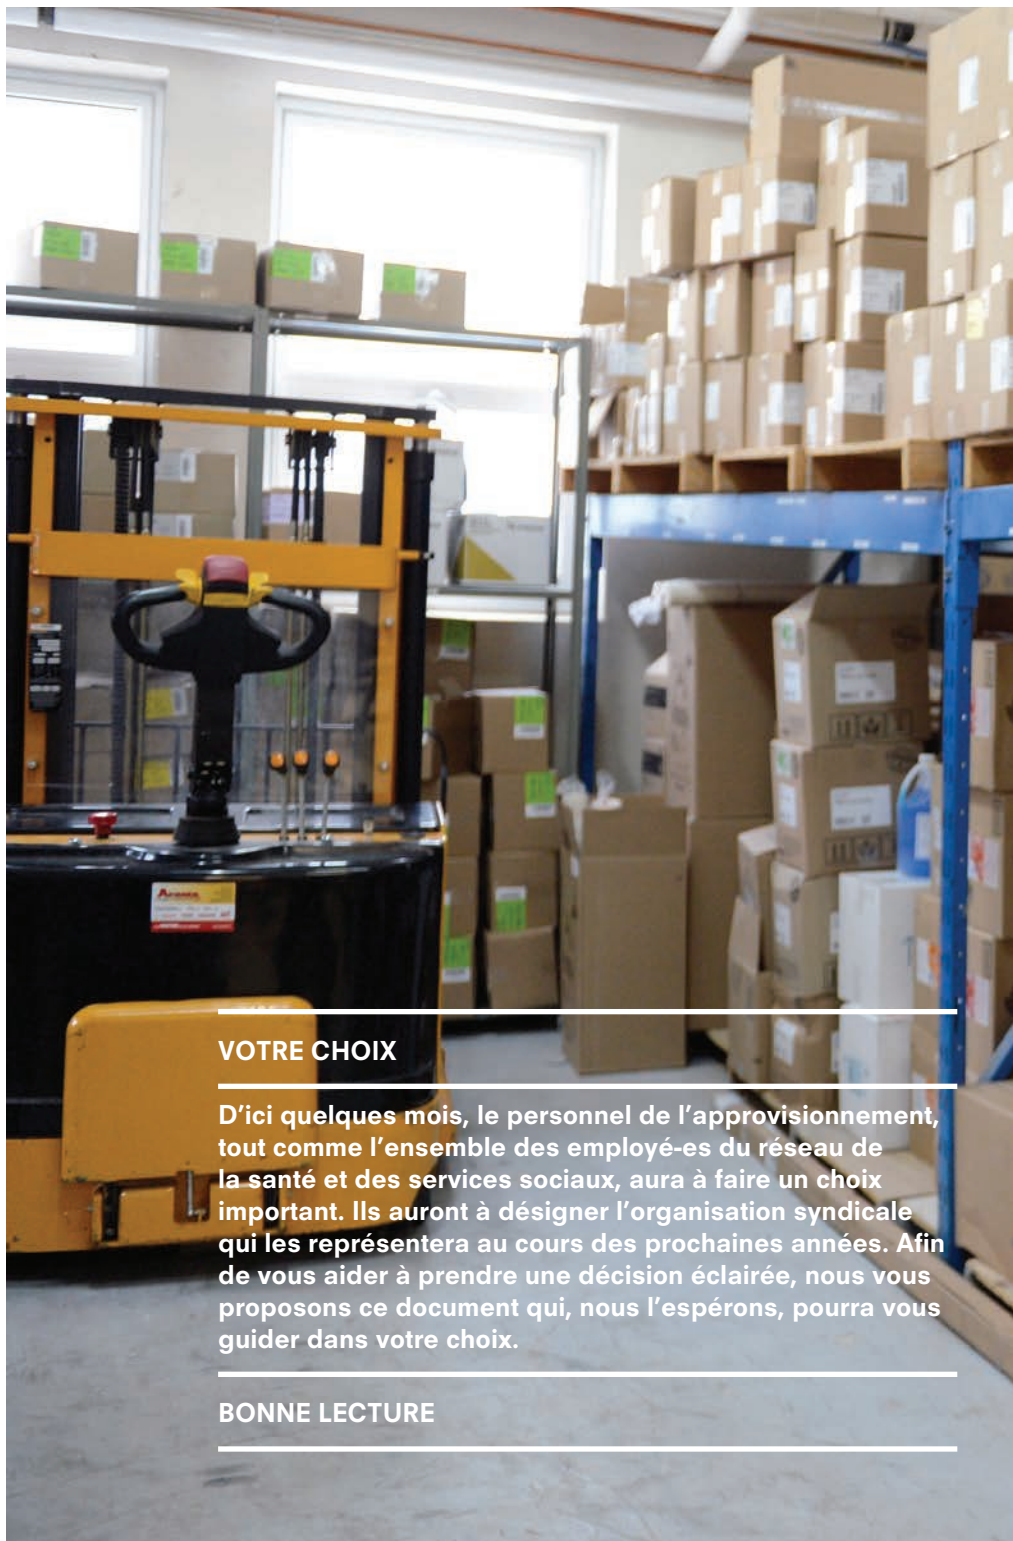 VOTRE CHOIX
D’ici quelques mois, le personnel de l’approvisionnement,
tout comme l’ensemble des employé-es du réseau de
la santé et des services sociaux, aura à faire un choix
important. Ils auront à désigner l’organisation syndicale
qui les représentera au cours des prochaines années. Afin
de vous aider à prendre une décision éclairée, nous vous
proposons ce document qui, nous l’espérons, pourra vous
guider dans votre choix.
BONNE LECTURE